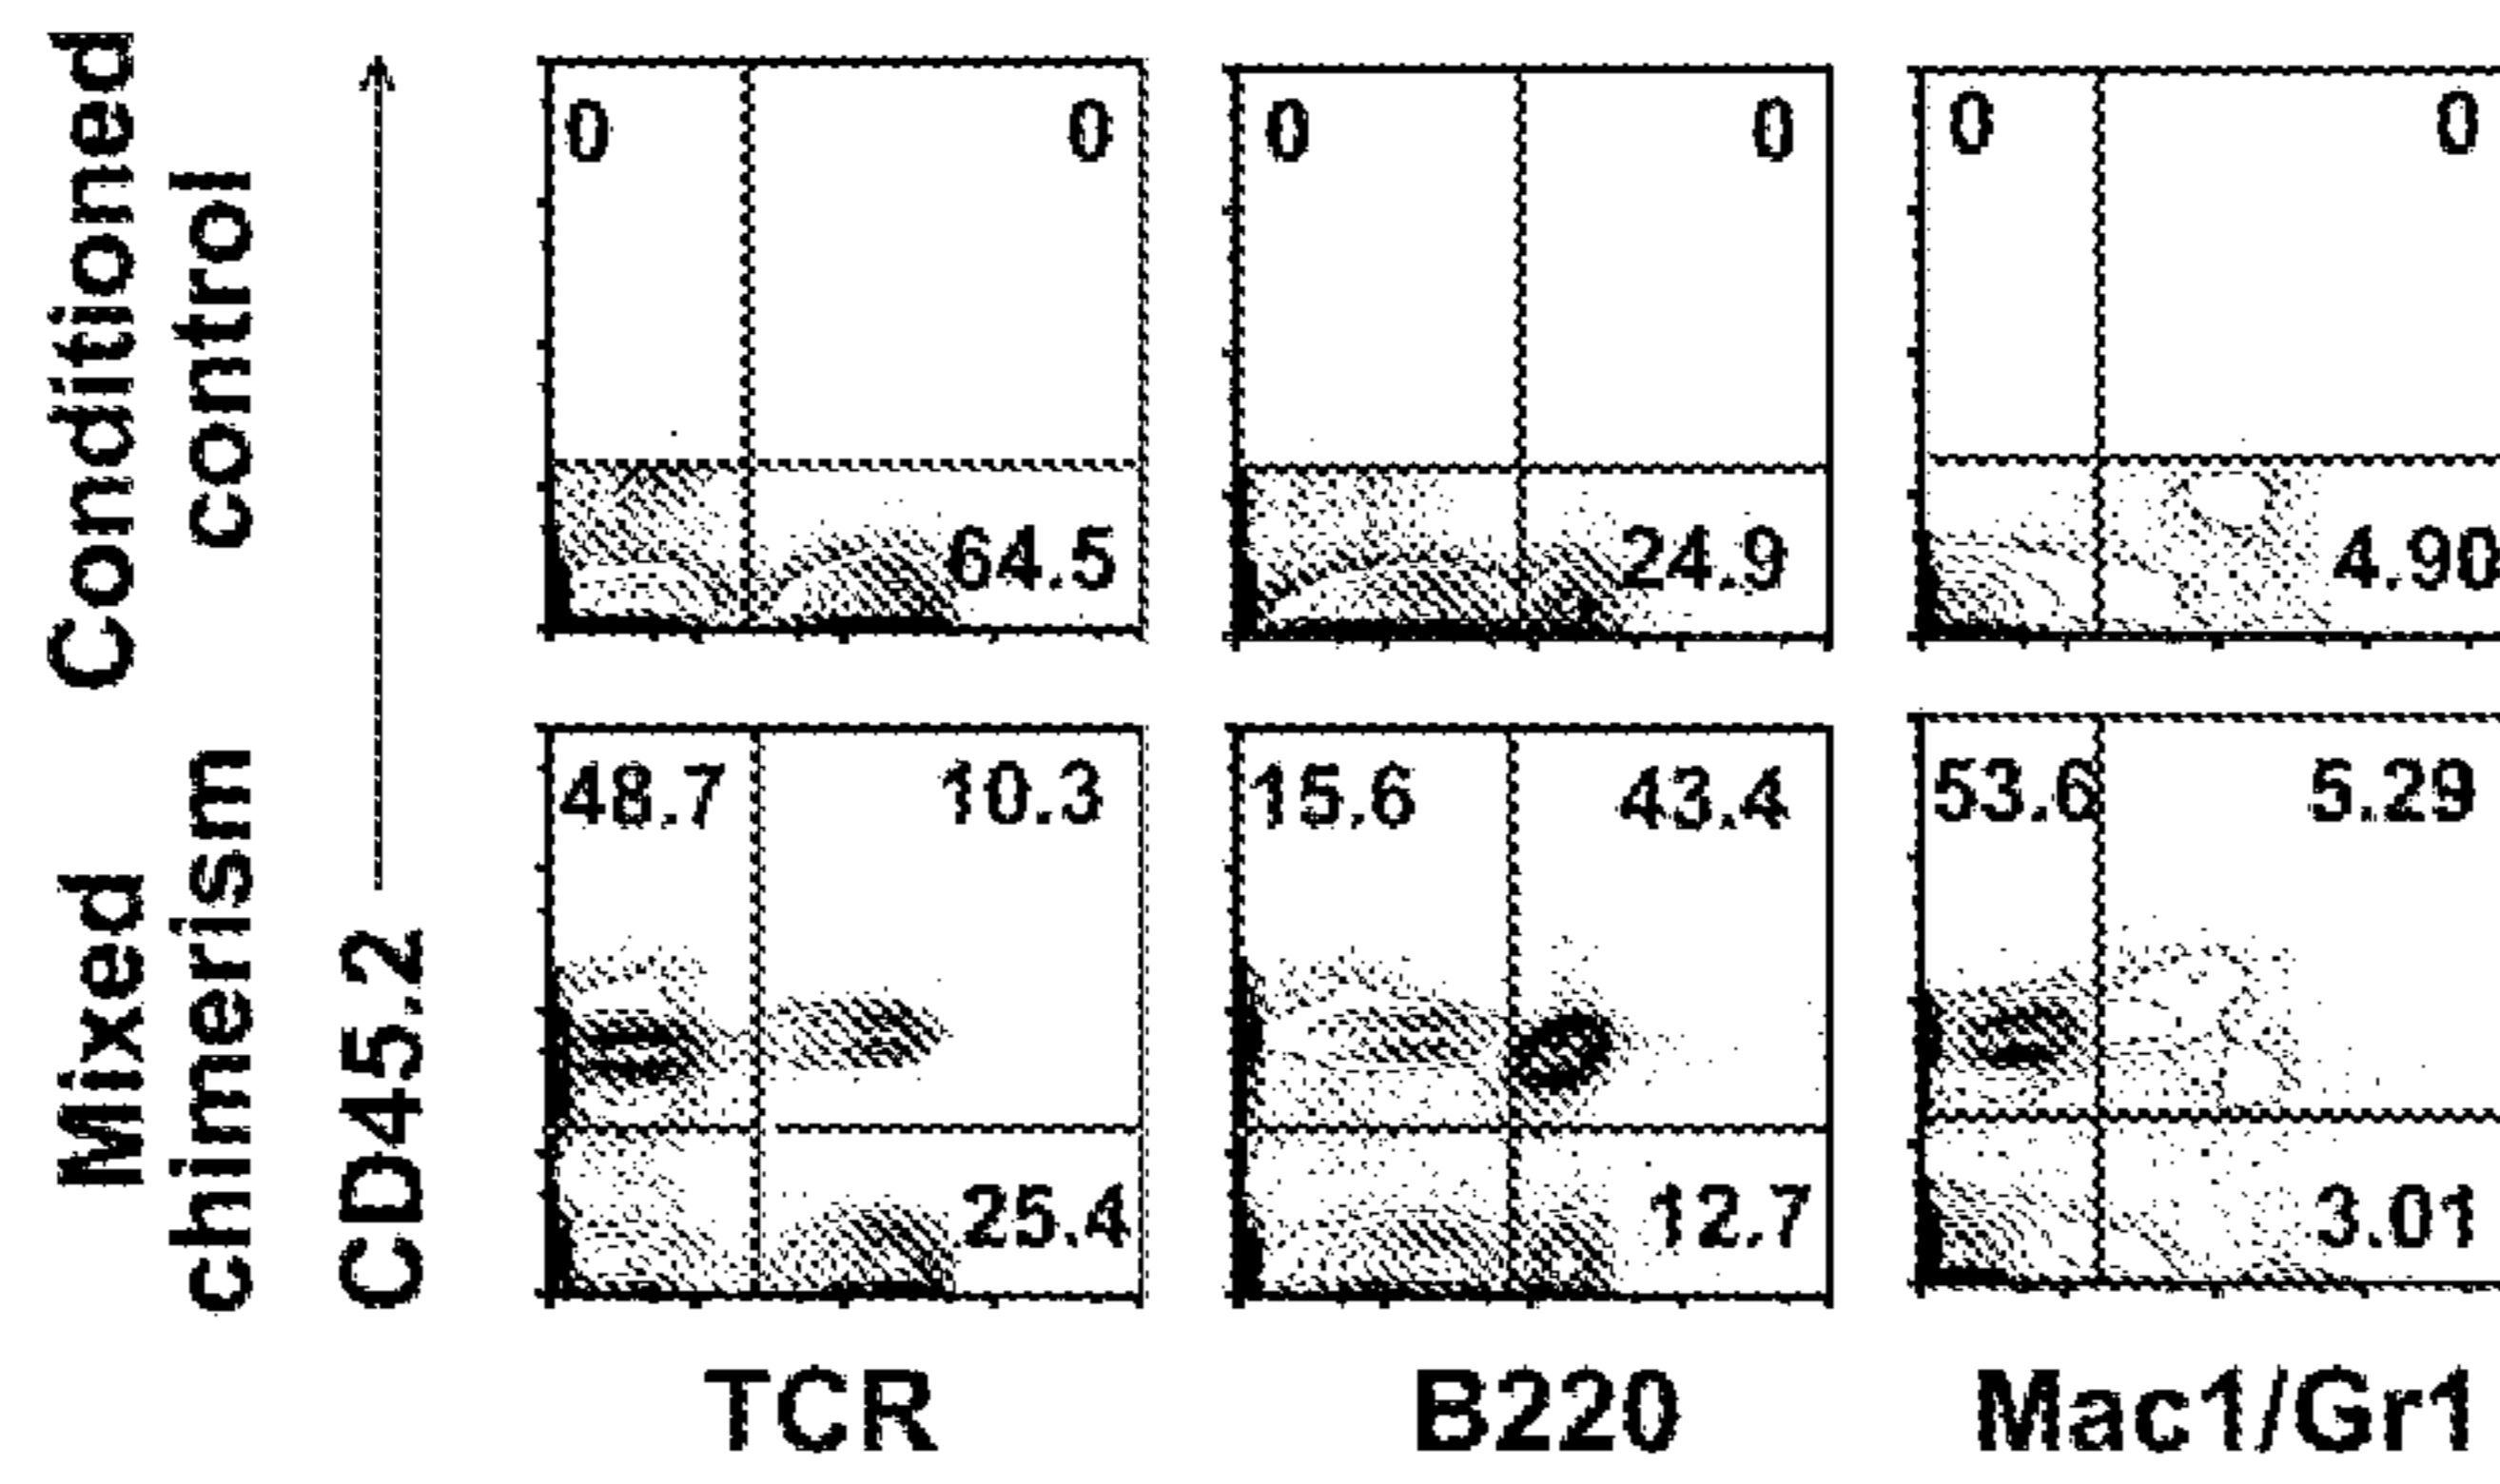 Conditioned
control
0 0 0 0 0 0
64.5 24.9 4.90
Mixed
chimerism
CD45.2
48.7 10.3 15.6 43.4 53.6 5.29
25.4 12.7 3.01
TCR B220 Mac1/Gr1